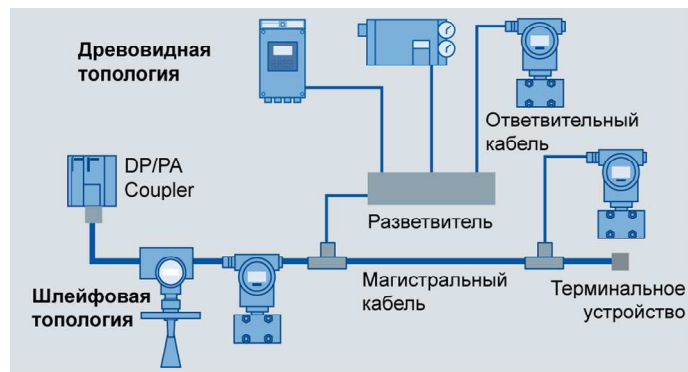 Древовидная
топология
Ответвительный
кабель
DP/PA
Coupler
Разветвитель
Магистральный
кабель
Терминальное
устройство
Шлейфовая
топология